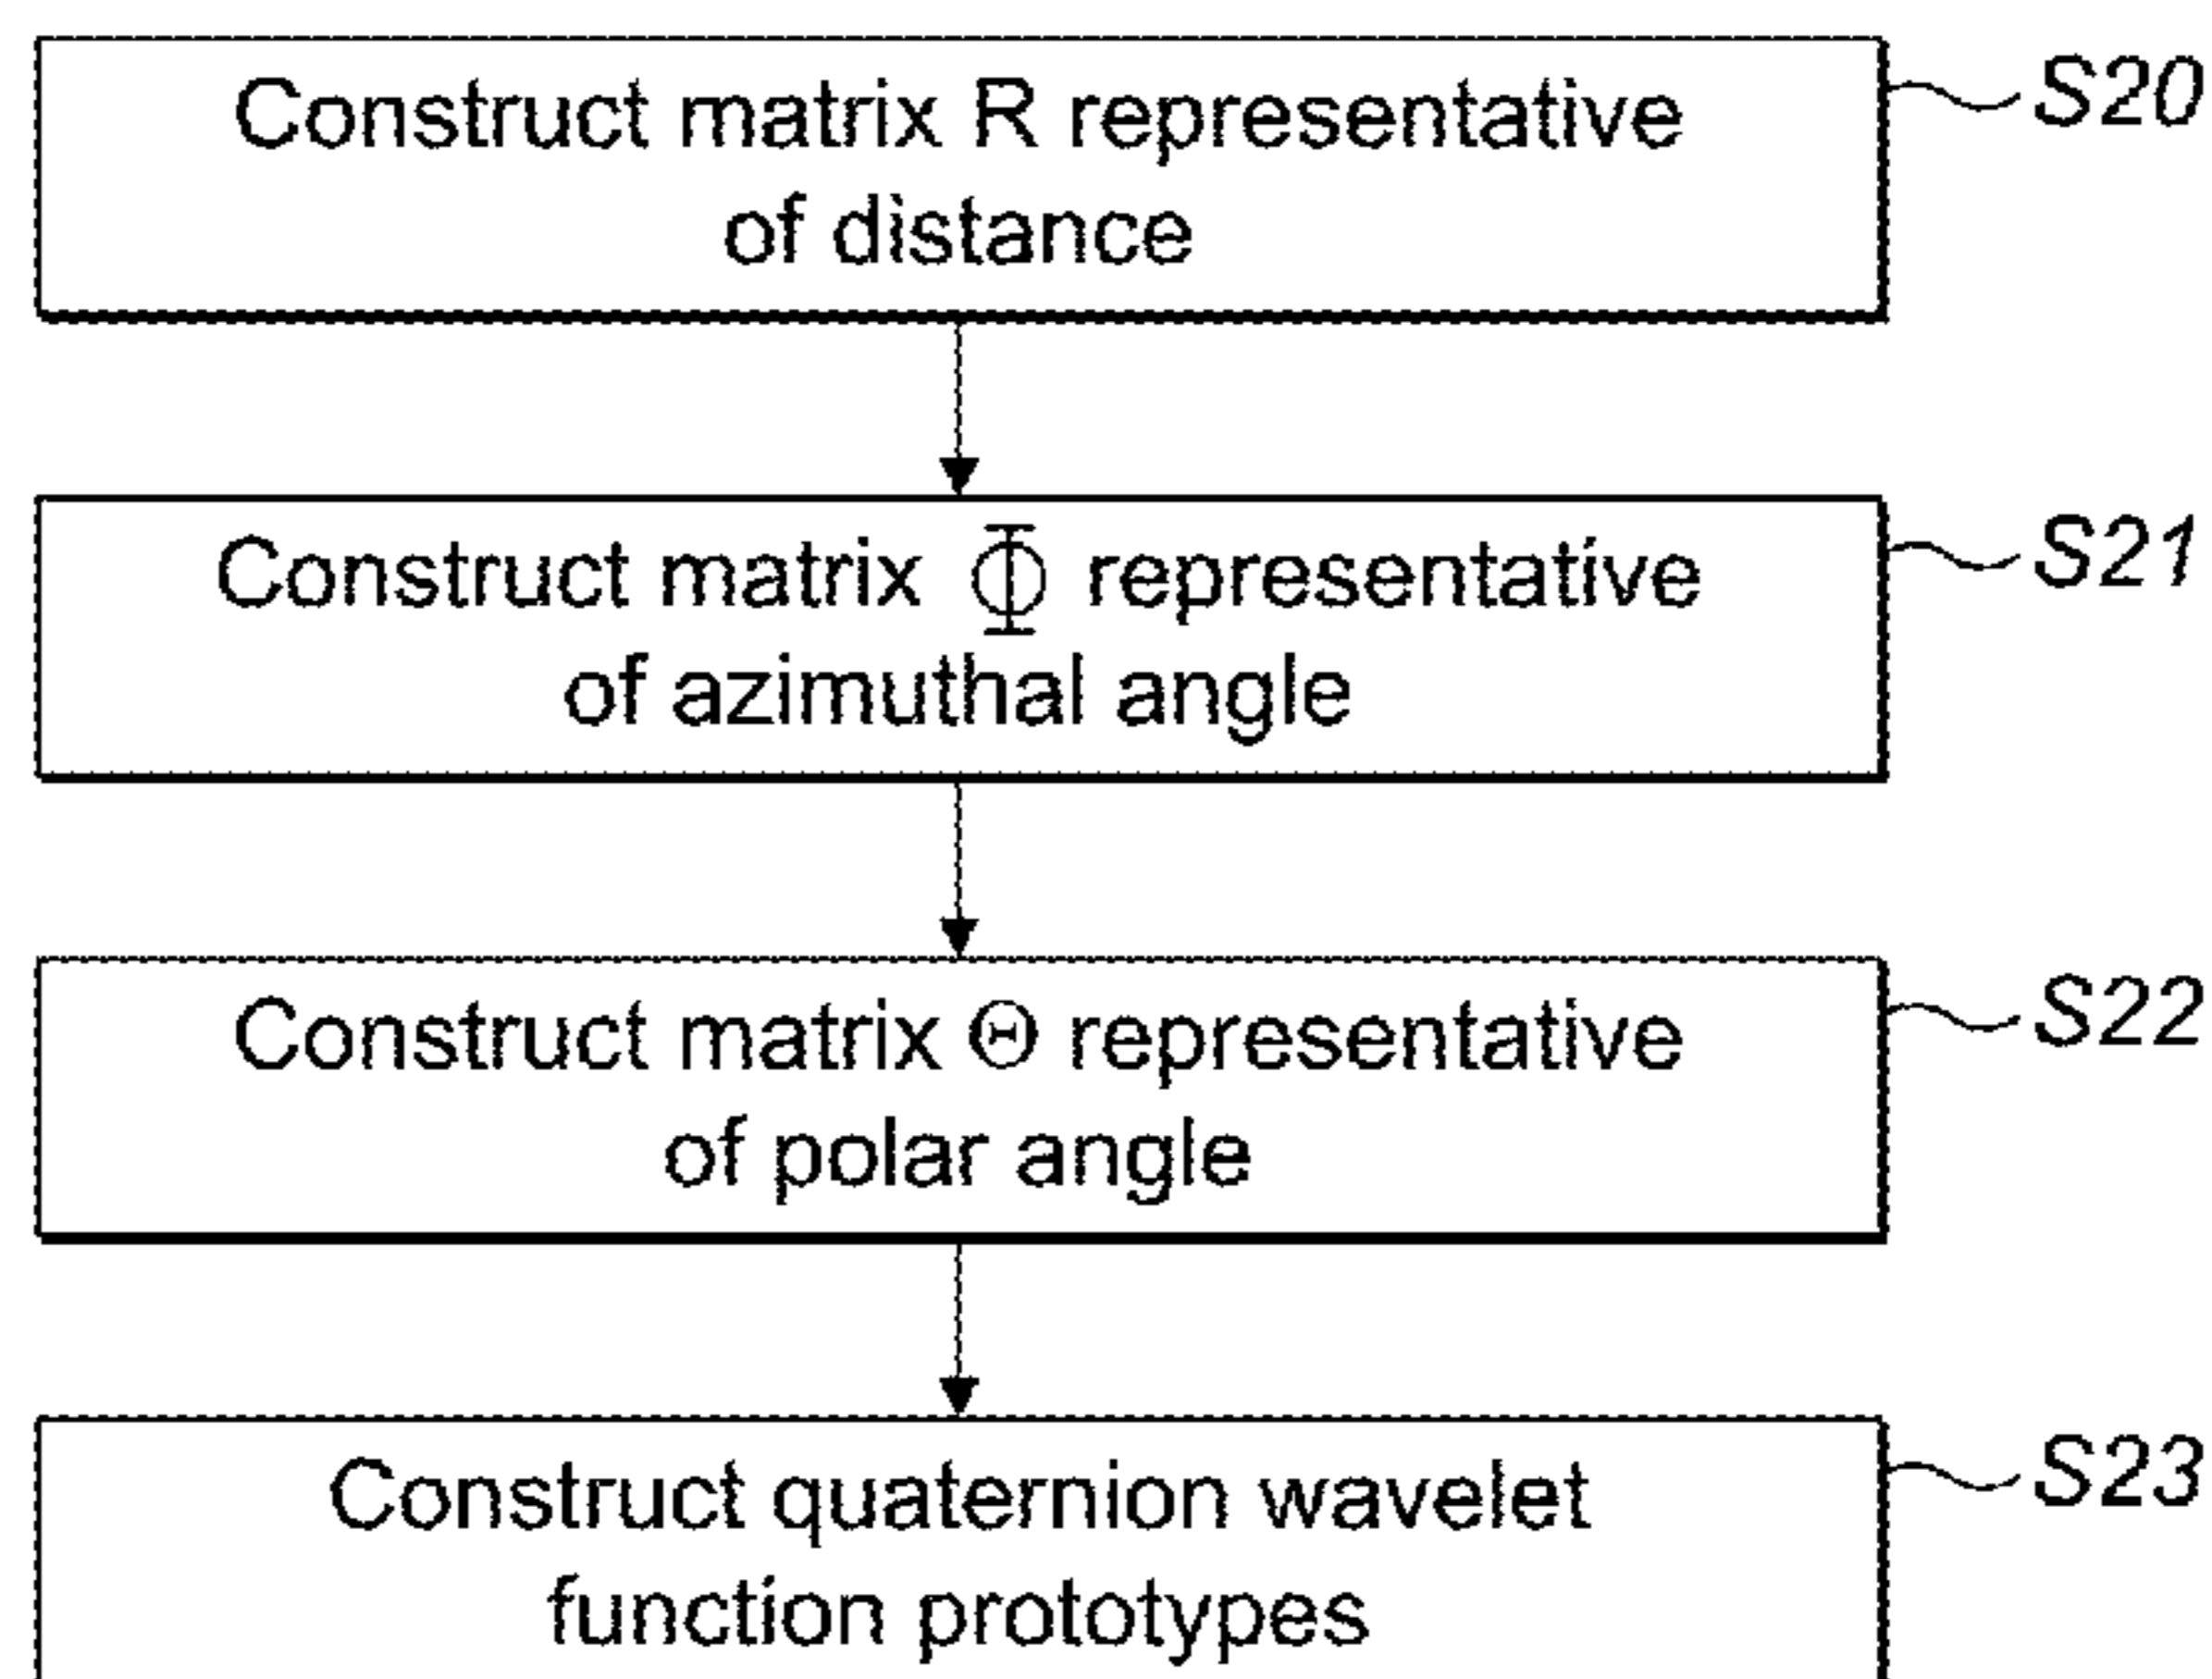 Construct matrix R representative
of distance
S20
Construct matrix Φ representative
of azimuthal angle
S21
Construct matrix Θ representative
of polar angle
S22
Construct quaternion wavelet
function prototypes
S23